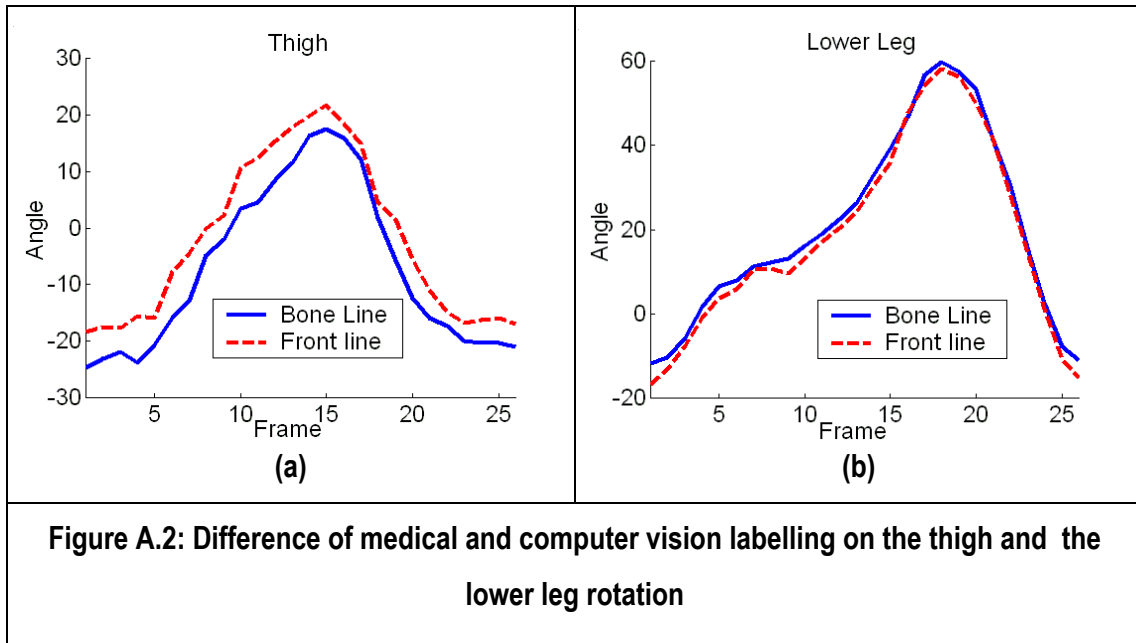 Thigh
30
20
10
0
-10
-20
-30
Angle
Bone Line
Front line
5 10 15 20 25
Frame
(a)
Lower Leg
60
40
20
0
-20
Angle
Bone Line
Front line
5 10 15 20 25
Frame
(b)
Figure A.2: Difference of medical and computer vision labelling on the thigh and the
lower leg rotation